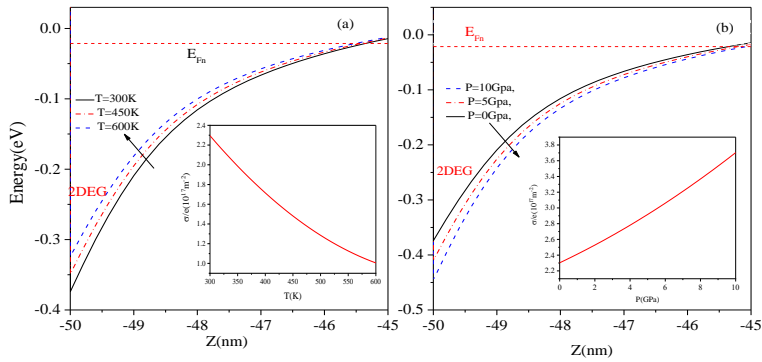 (a)
E_Fn
T=300K
T=450K
T=600K
2DEG
Energy(eV)
0.0
-0.1
-0.2
-0.3
-0.4
-50
-49
-48
-47
-46
-45
Z(nm)
σ/e(10^17m^-2)
2.4
2.2
2.0
1.8
1.6
1.4
1.2
1.0
300
350
400
450
500
550
600
T(K)
(b)
E_Fn
P=10Gpa,
P=5Gpa,
P=0Gpa,
2DEG
0.0
-0.1
-0.2
-0.3
-0.4
-0.5
-50
-49
-48
-47
-46
-45
Z(nm)
σ/e(10^17m^-2)
3.8
3.6
3.4
3.2
3.0
2.8
2.6
2.4
2.2
0
2
4
6
8
10
P(GPa)